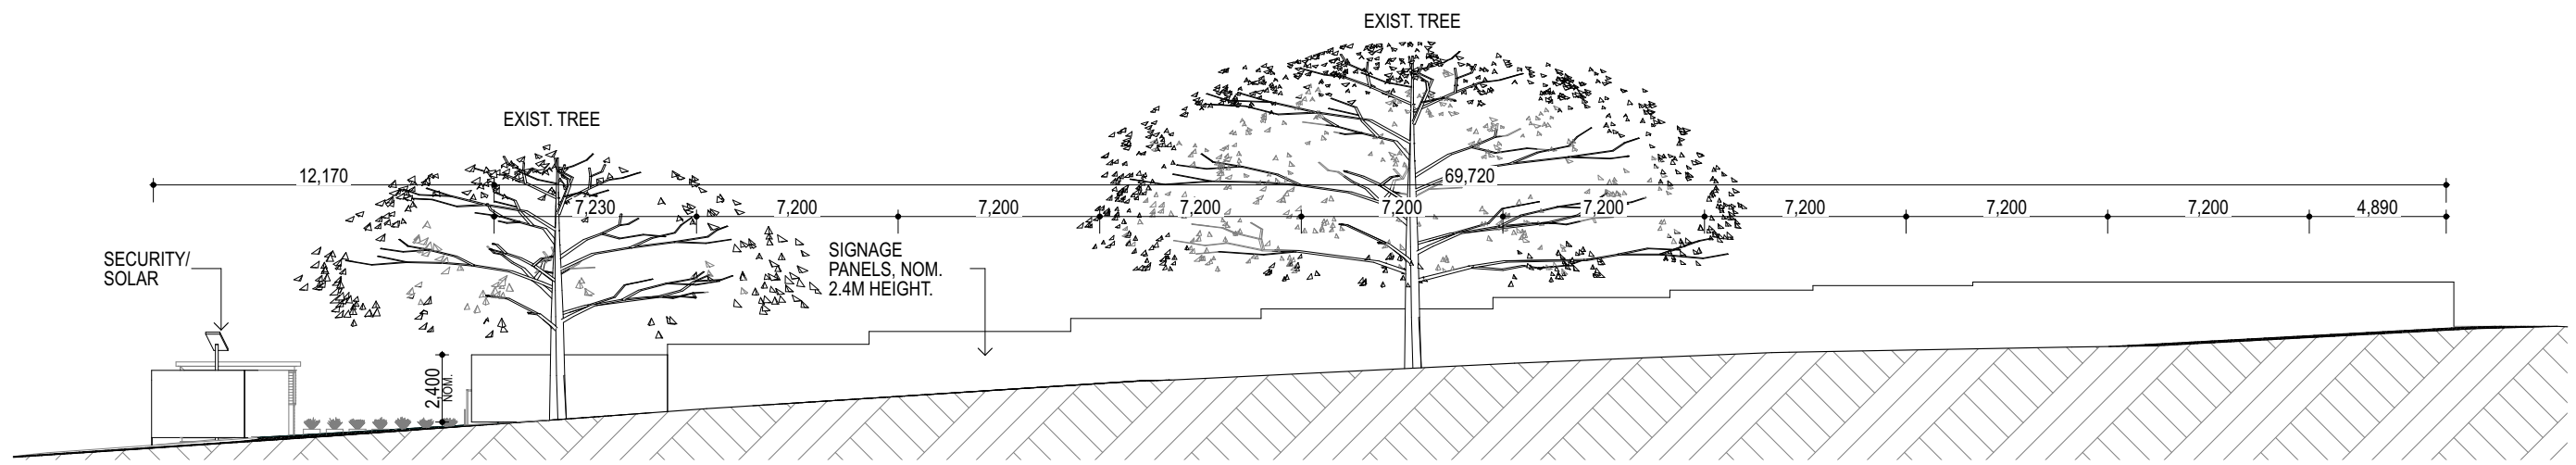 EXIST. TREE
EXIST. TREE
12,170
69,720
7,230
7,200
7,200
7,200
7,200
7,200
7,200
7,200
7,200
4,890
SECURITY/
SOLAR
SIGNAGE
PANELS, NOM.
2.4M HEIGHT.
2,400
NOM.